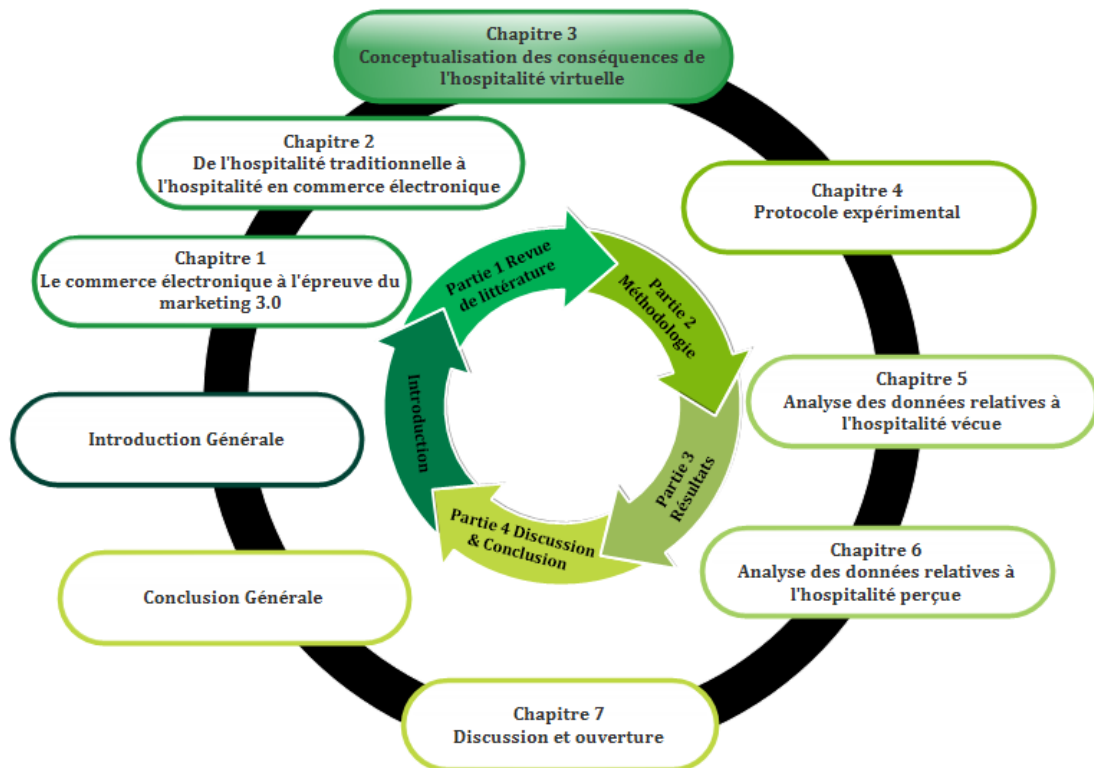 Chapitre 3
Conceptualisation des conséquences de
l'hospitalité virtuelle
Chapitre 2
De l'hospitalité traditionnelle à
l'hospitalité en commerce électronique
Chapitre 4
Protocole expérimental
Chapitre 1
Le commerce électronique à l'épreuve du
marketing 3.0
Partie 1 Revue
de littérature
Partie 2
Méthodologie
Introduction
Partie 3
Résultats
Partie 4 Discussion
& Conclusion
Chapitre 5
Analyse des données relatives à
l'hospitalité vécue
Introduction Générale
Chapitre 6
Analyse des données relatives à
l'hospitalité perçue
Conclusion Générale
Chapitre 7
Discussion et ouverture